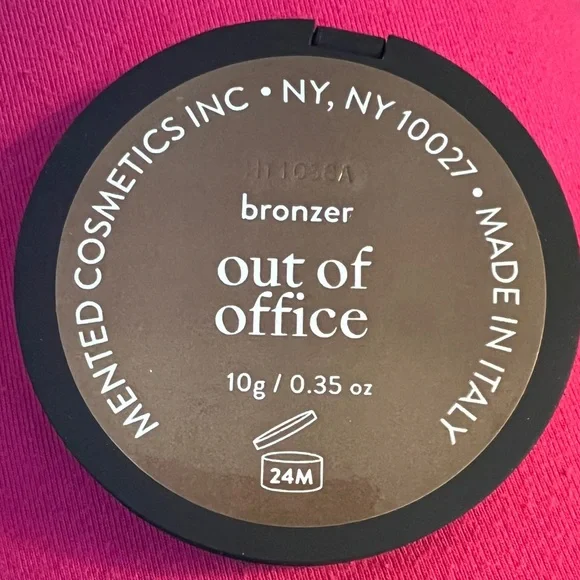 MENTED COSMETICS INC • NY, NY 10027 • MADE IN ITALY
bronzer
out of
office
10g / 0.35 oz
24M